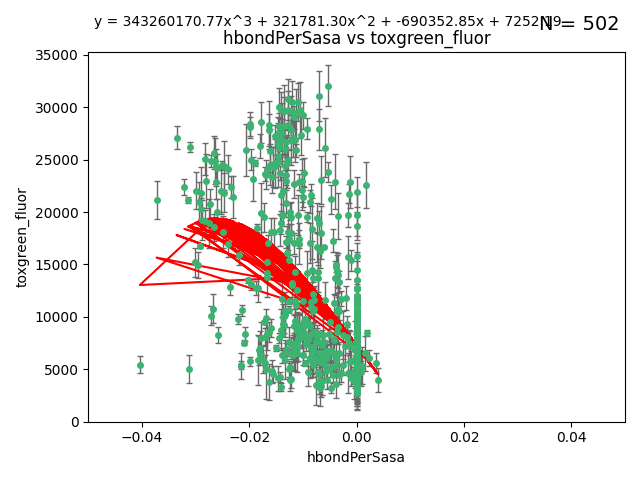 y = 343260170.77x^3 + 321781.30x^2 + -690352.85x + 7252.
N = 502
hbondPerSasa vs toxgreen_fluor
35000
30000
25000
20000
15000
10000
5000
0
toxgreen_fluor
−0.04
−0.02
0.00
0.02
0.04
hbondPerSasa